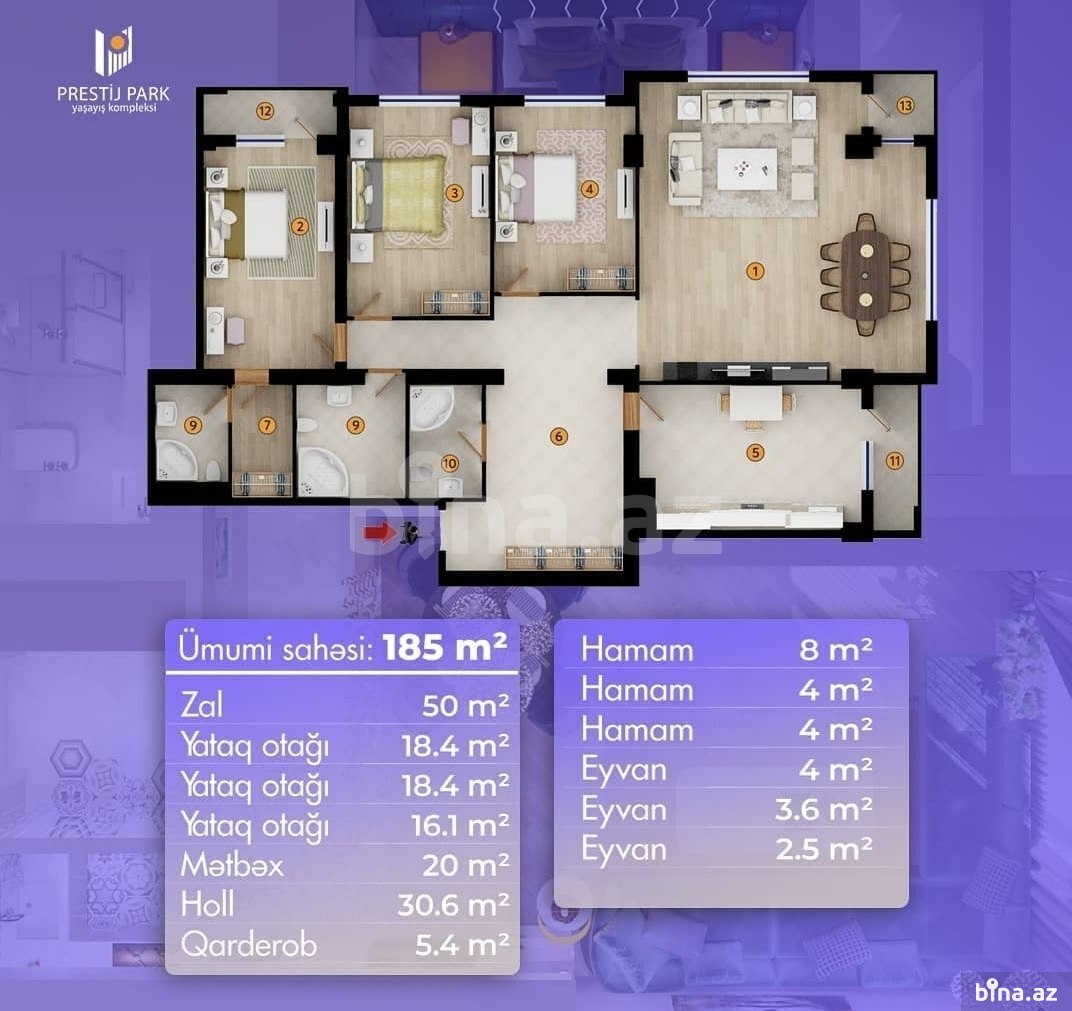 PRESTİJ PARK
yaşayış kompleksi
12
13
3
4
2
1
9
7
9
10
6
5
11
bina.az
Ümumi sahəsi: 185 m²
Zal 50 m²
Yataq otağı 18.4 m²
Yataq otağı 18.4 m²
Yataq otağı 16.1 m²
Mətbəx 20 m²
Holl 30.6 m²
Qarderob 5.4 m²
Hamam 8 m²
Hamam 4 m²
Hamam 4 m²
Eyvan 4 m²
Eyvan 3.6 m²
Eyvan 2.5 m²
bina.az